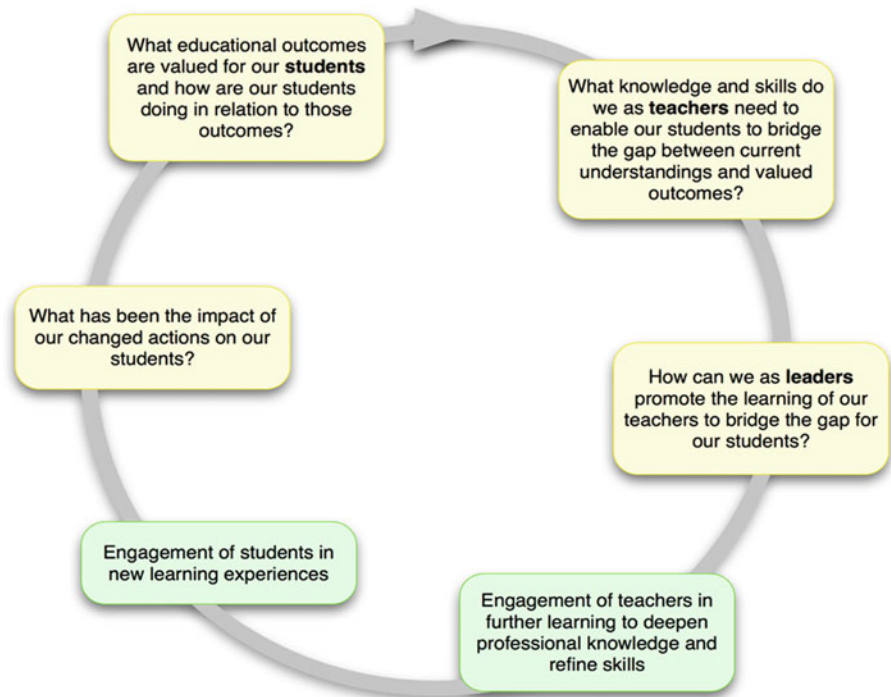 What educational outcomes
are valued for our students
and how are our students
doing in relation to those
outcomes?
What knowledge and skills do
we as teachers need to
enable our students to bridge
the gap between current
understandings and valued
outcomes?
How can we as leaders
promote the learning of our
teachers to bridge the gap for
our students?
Engagement of teachers in
further learning to deepen
professional knowledge and
refine skills
Engagement of students in
new learning experiences
What has been the impact of
our changed actions on our
students?